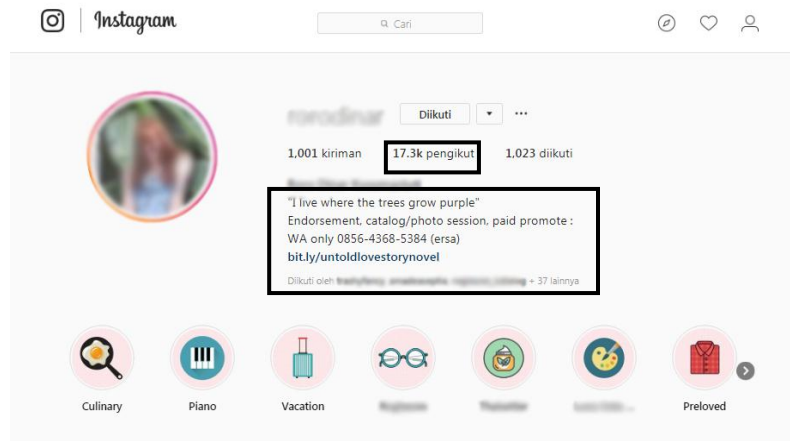 Instagram
Cari
Diikuti
1,001 kiriman 17.3k pengikut 1,023 diikuti
"I live where the trees grow purple"
Endorsement, catalog/photo session, paid promote :
WA only 0856-4368-5384 (ersa)
bit.ly/untoldlovestorynovel
Diikuti oleh + 37 lainnya
Culinary Piano Vacation Preloved